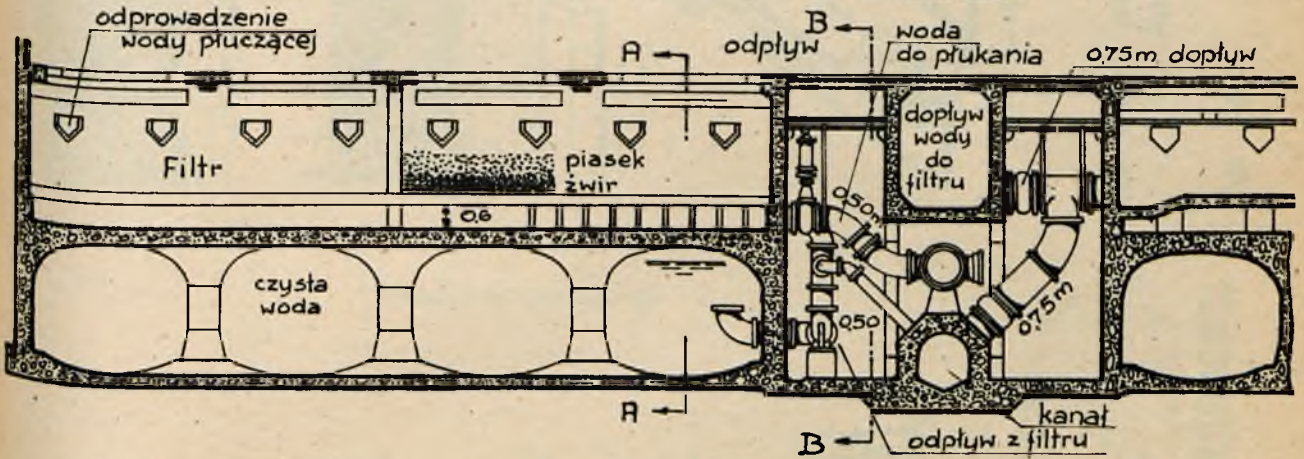 odprowadzenie
wody płuczącej
A
odpływ
B
woda
do płukania
0,75m dopływ
Filtr
piasek
żwir
dopływ
wody
do
filtru
0,6
0,50m
czysta
woda
0,50
0,75m
A
B
kanał
odpływ z filtru